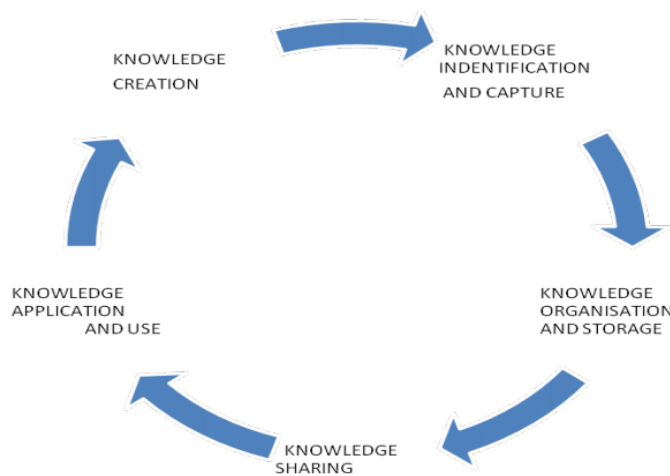 KNOWLEDGE
CREATION
KNOWLEDGE
INDENTIFICATION
AND CAPTURE
KNOWLEDGE
ORGANISATION
AND STORAGE
KNOWLEDGE
SHARING
KNOWLEDGE
APPLICATION
AND USE